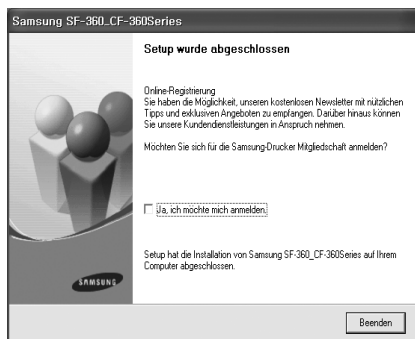 Samsung SF-360_CF-360Series
Setup wurde abgeschlossen
Online-Registrierung
Sie haben die Möglichkeit, unseren kostenlosen Newsletter mit nützlichen
Tipps und exklusiven Angeboten zu empfangen. Darüber hinaus können
Sie unsere Kundendienstleistungen in Anspruch nehmen.
Möchten Sie sich für die Samsung-Drucker Mitgliedschaft anmelden?
Ja, ich möchte mich anmelden.
Setup hat die Installation von Samsung SF-360_CF-360Series auf Ihrem
Computer abgeschlossen.
SAMSUNG
Beenden